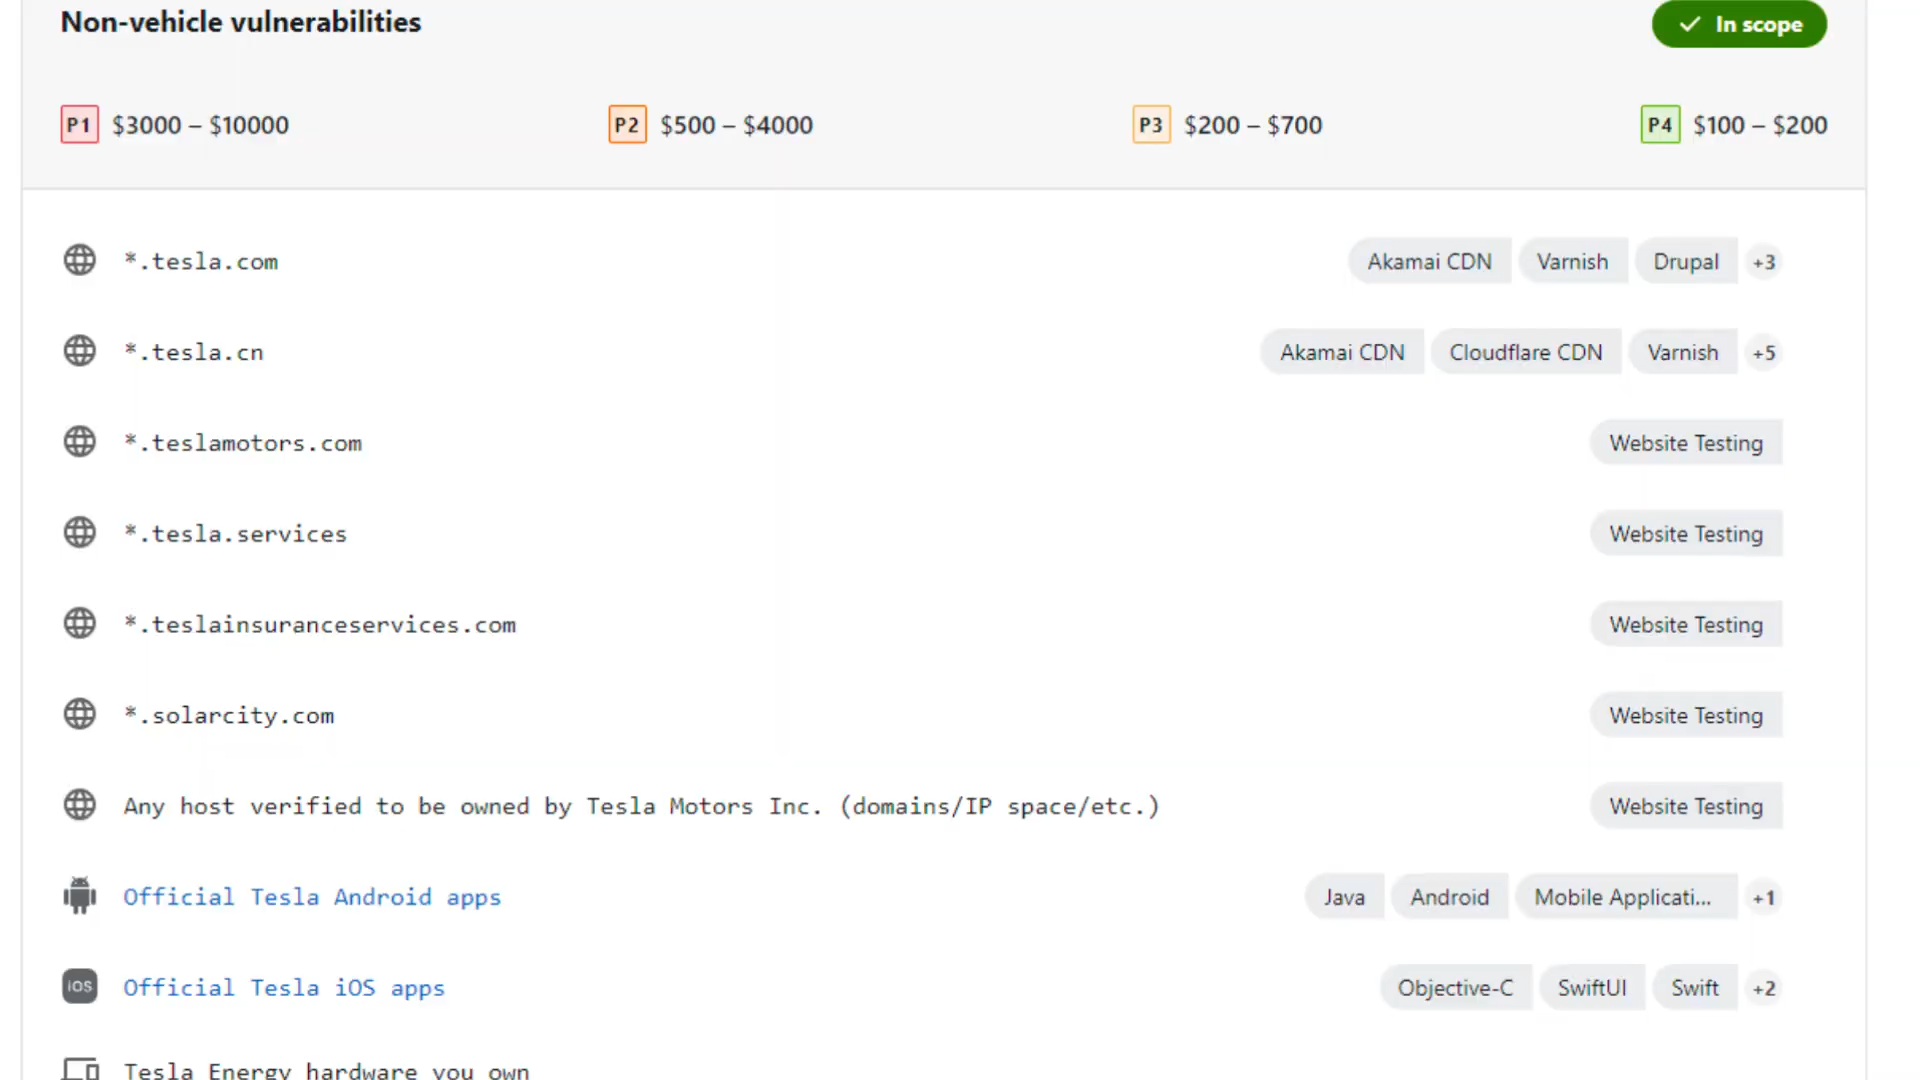 Non-vehicle vulnerabilities
In scope
P1 $3000 – $10000 P2 $500 – $4000 P3 $200 – $700 P4 $100 – $200
*.tesla.com Akamai CDN Varnish Drupal +3
*.tesla.cn Akamai CDN Cloudflare CDN Varnish +5
*.teslamotors.com Website Testing
*.tesla.services Website Testing
*.teslainsuranceservices.com Website Testing
*.solarcity.com Website Testing
Any host verified to be owned by Tesla Motors Inc. (domains/IP space/etc.) Website Testing
Official Tesla Android apps Java Android Mobile Applicati... +1
iOS Official Tesla iOS apps Objective-C SwiftUI Swift +2
Tesla Energy hardware you own